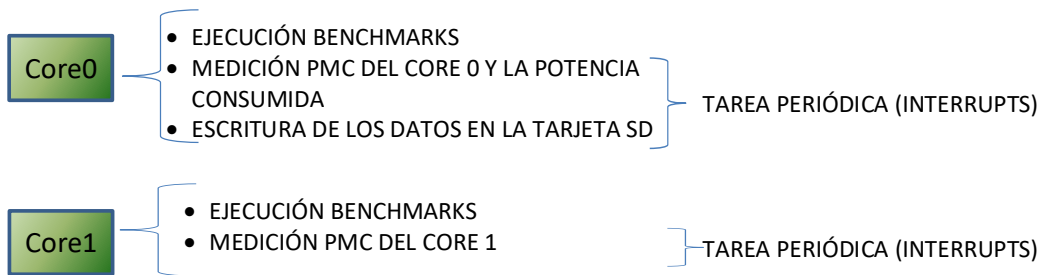 Core0
• EJECUCIÓN BENCHMARKS
• MEDICIÓN PMC DEL CORE 0 Y LA POTENCIA
CONSUMIDA
• ESCRITURA DE LOS DATOS EN LA TARJETA SD
TAREA PERIÓDICA (INTERRUPTS)
Core1
• EJECUCIÓN BENCHMARKS
• MEDICIÓN PMC DEL CORE 1
TAREA PERIÓDICA (INTERRUPTS)